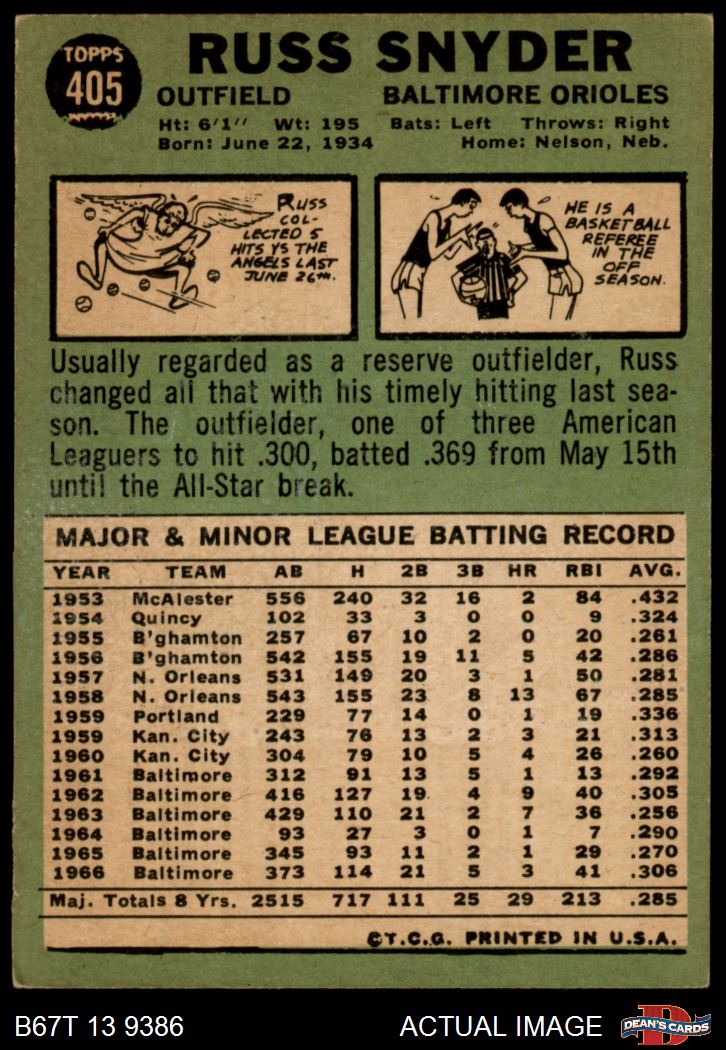 TOPPS
405
RUSS SNYDER
OUTFIELD BALTIMORE ORIOLES
Ht: 6'1" Wt: 195 Bats: Left Throws: Right
Born: June 22, 1934 Home: Nelson, Neb.
RUSS
COL-
LECTED 5
HITS VS THE
ANGELS LAST
JUNE 26TH.
HE IS A
BASKETBALL
REFEREE
IN THE
OFF
SEASON.
Usually regarded as a reserve outfielder, Russ
changed all that with his timely hitting last sea-
son. The outfielder, one of three American
Leaguers to hit .300, batted .369 from May 15th
until the All-Star break.
MAJOR & MINOR LEAGUE BATTING RECORD
YEAR TEAM AB H 2B 3B HR RBI AVG.
1953 McAlester 556 240 32 16 2 84 .432
1954 Quincy 102 33 3 0 0 9 .324
1955 B'ghamton 257 67 10 2 0 20 .261
1956 B'ghamton 542 155 19 11 5 42 .286
1957 N. Orleans 531 149 20 3 1 50 .281
1958 N. Orleans 543 155 23 8 13 67 .285
1959 Portland 229 77 14 0 1 19 .336
1959 Kan. City 243 76 13 2 3 21 .313
1960 Kan. City 304 79 10 5 4 26 .260
1961 Baltimore 312 91 13 5 1 13 .292
1962 Baltimore 416 127 19 4 9 40 .305
1963 Baltimore 429 110 21 2 7 36 .256
1964 Baltimore 93 27 3 0 1 7 .290
1965 Baltimore 345 93 11 2 1 29 .270
1966 Baltimore 373 114 21 5 3 41 .306
Maj. Totals 8 Yrs. 2515 717 111 25 29 213 .285
©T.C.G. PRINTED IN U.S.A.
B67T 13 9386 ACTUAL IMAGE
D
DEAN'S CARDS